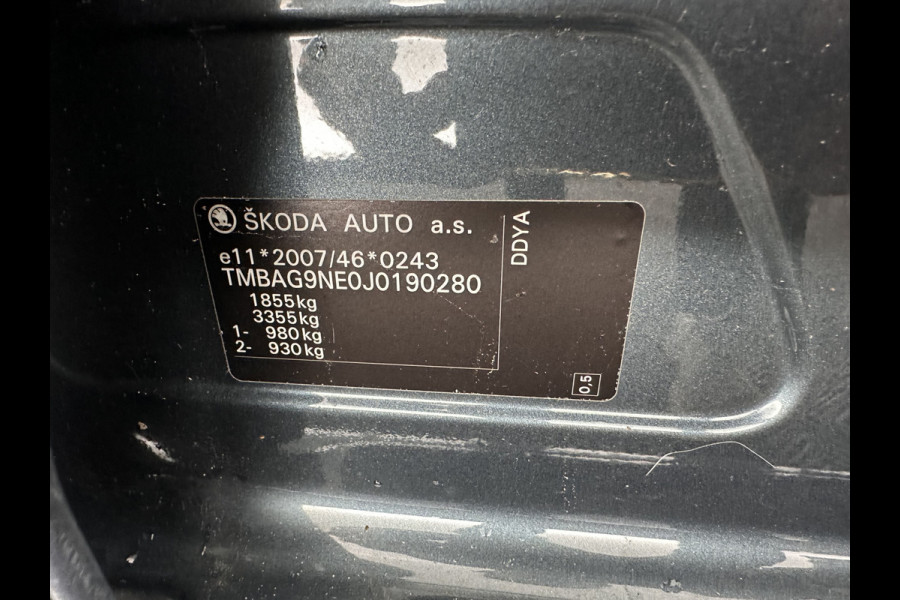 ŠKODA AUTO a.s.
e11*2007/46*0243
TMBAG9NE0J0190280
1855kg
3355kg
1- 980kg
2- 930kg
DDYA
0,5